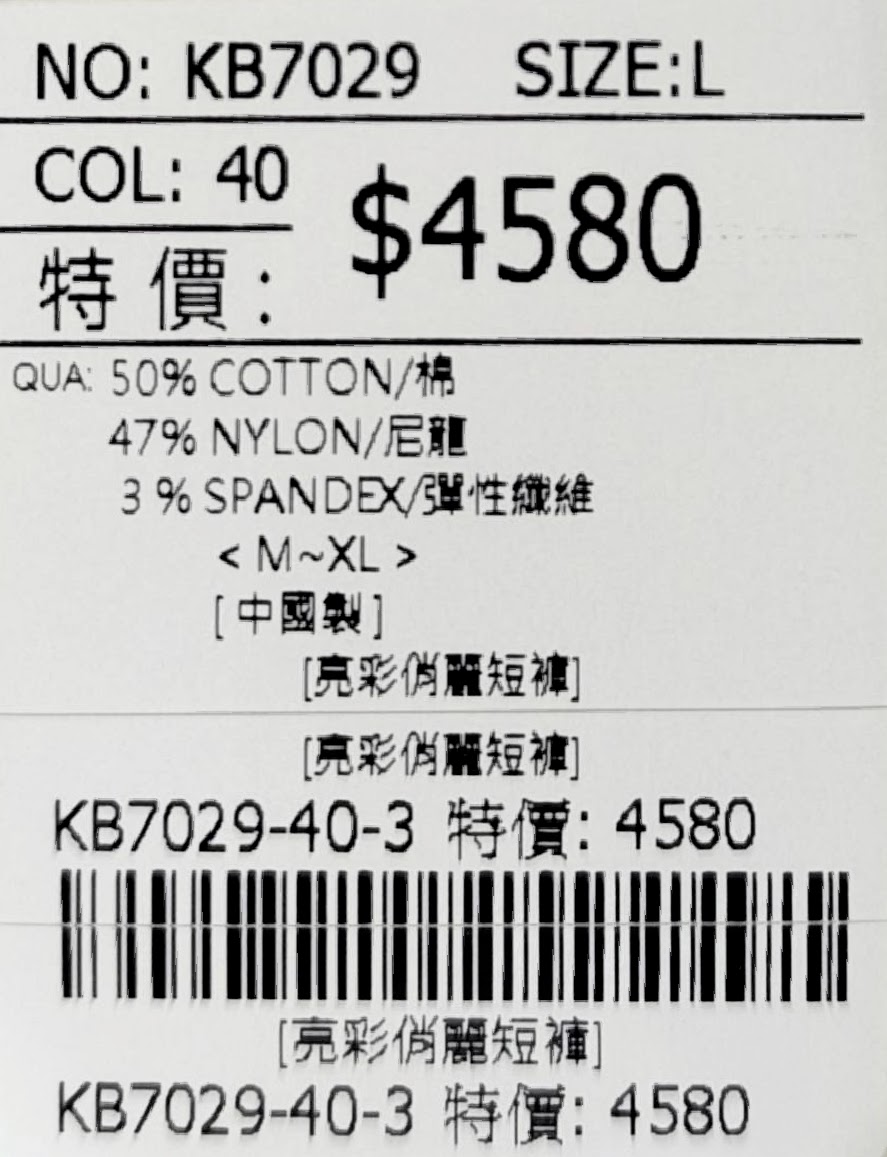 NO: KB7029 SIZE:L
COL: 40
$4580
特價:
QUA: 50% COTTON/棉
47% NYLON/尼龍
3 % SPANDEX/彈性纖維
< M~XL >
[中國製]
[亮彩俏麗短褲]
[亮彩俏麗短褲]
KB7029-40-3 特價: 4580
[亮彩俏麗短褲]
KB7029-40-3 特價: 4580